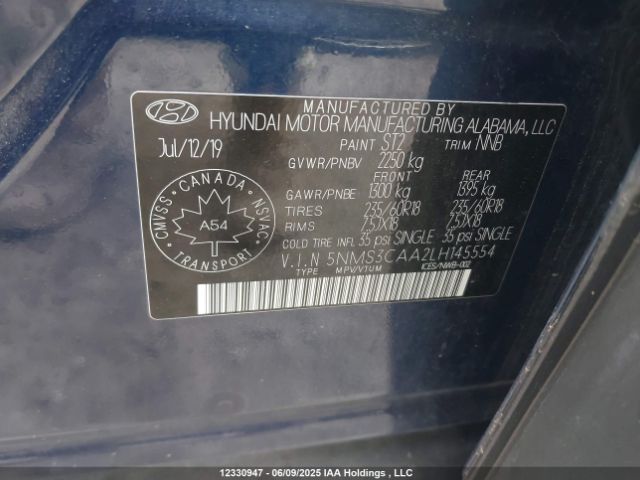 MANUFACTURED BY
HYUNDAI MOTOR MANUFACTURING ALABAMA, LLC
Jul/12/19
PAINT ST2 TRIM NNB
GVWR/PNBV 2250 kg
FRONT REAR
GAWR/PNBE 1300 kg 1395 kg
TIRES 235/60R18 235/60R18
RIMS 7,5JX18 7,5JX18
COLD TIRE INFL 35 psi SINGLE 35 psi SINGLE
V.I.N 5NMS3CAA2LH145554
TYPE MPV/VTUM ICES/NMB-002
CANADA
CMVSS NSVAC
A54
TRANSPORT
12330947 - 06/09/2025 IAA Holdings , LLC